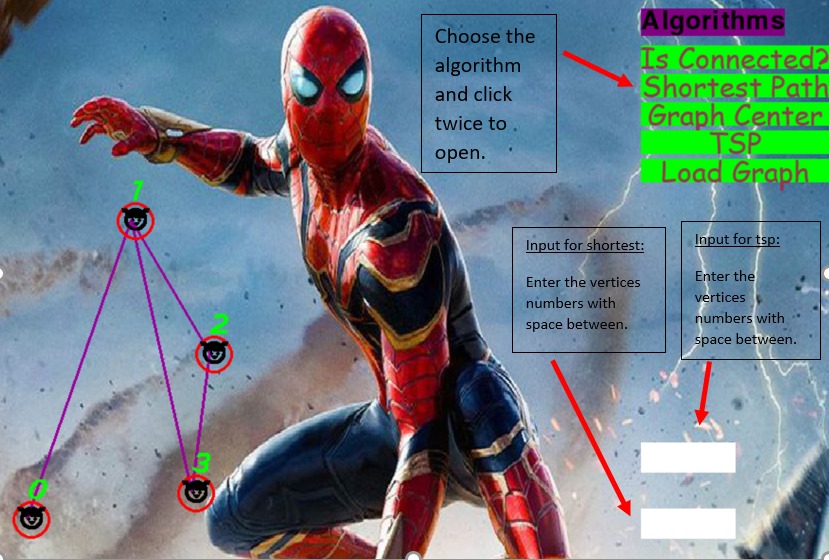 Algorithms
Choose the
algorithm
and click
twice to
open.
Is Connected?
Shortest Path
Graph Center
TSP
Load Graph
1
2
3
0
Input for shortest:
Enter the vertices
numbers with
space between.
Input for tsp:
Enter the
vertices
numbers with
space between.